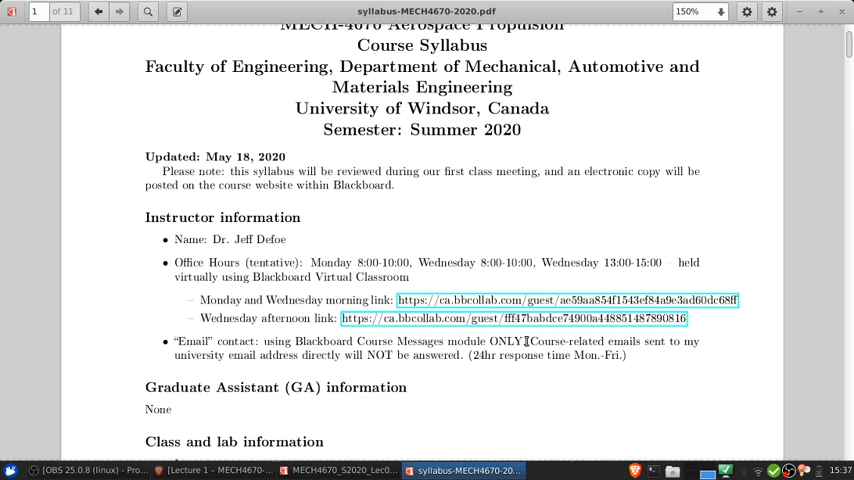 syllabus-MECH4670-2020.pdf
1 of 11
150%
MECH-4670 Aerospace Propulsion
Course Syllabus
Faculty of Engineering, Department of Mechanical, Automotive and
Materials Engineering
University of Windsor, Canada
Semester: Summer 2020
Updated: May 18, 2020
Please note: this syllabus will be reviewed during our first class meeting, and an electronic copy will be
posted on the course website within Blackboard.
Instructor information
• Name: Dr. Jeff Defoe
• Office Hours (tentative): Monday 8:00-10:00, Wednesday 8:00-10:00, Wednesday 13:00-15:00 – held
virtually using Blackboard Virtual Classroom
– Monday and Wednesday morning link: https://ca.bbcollab.com/guest/ae59aa854f1543ef84a9e3ad60dc68ff
– Wednesday afternoon link: https://ca.bbcollab.com/guest/fff47babdce74900a448851487890816
• “Email” contact: using Blackboard Course Messages module ONLY. Course-related emails sent to my
university email address directly will NOT be answered. (24hr response time Mon.-Fri.)
Graduate Assistant (GA) information
None
Class and lab information
[OBS 25.0.8 (linux) - Pro... [Lecture 1 – MECH4670-... MECH4670_S2020_Lec0... syllabus-MECH4670-20... 15:37